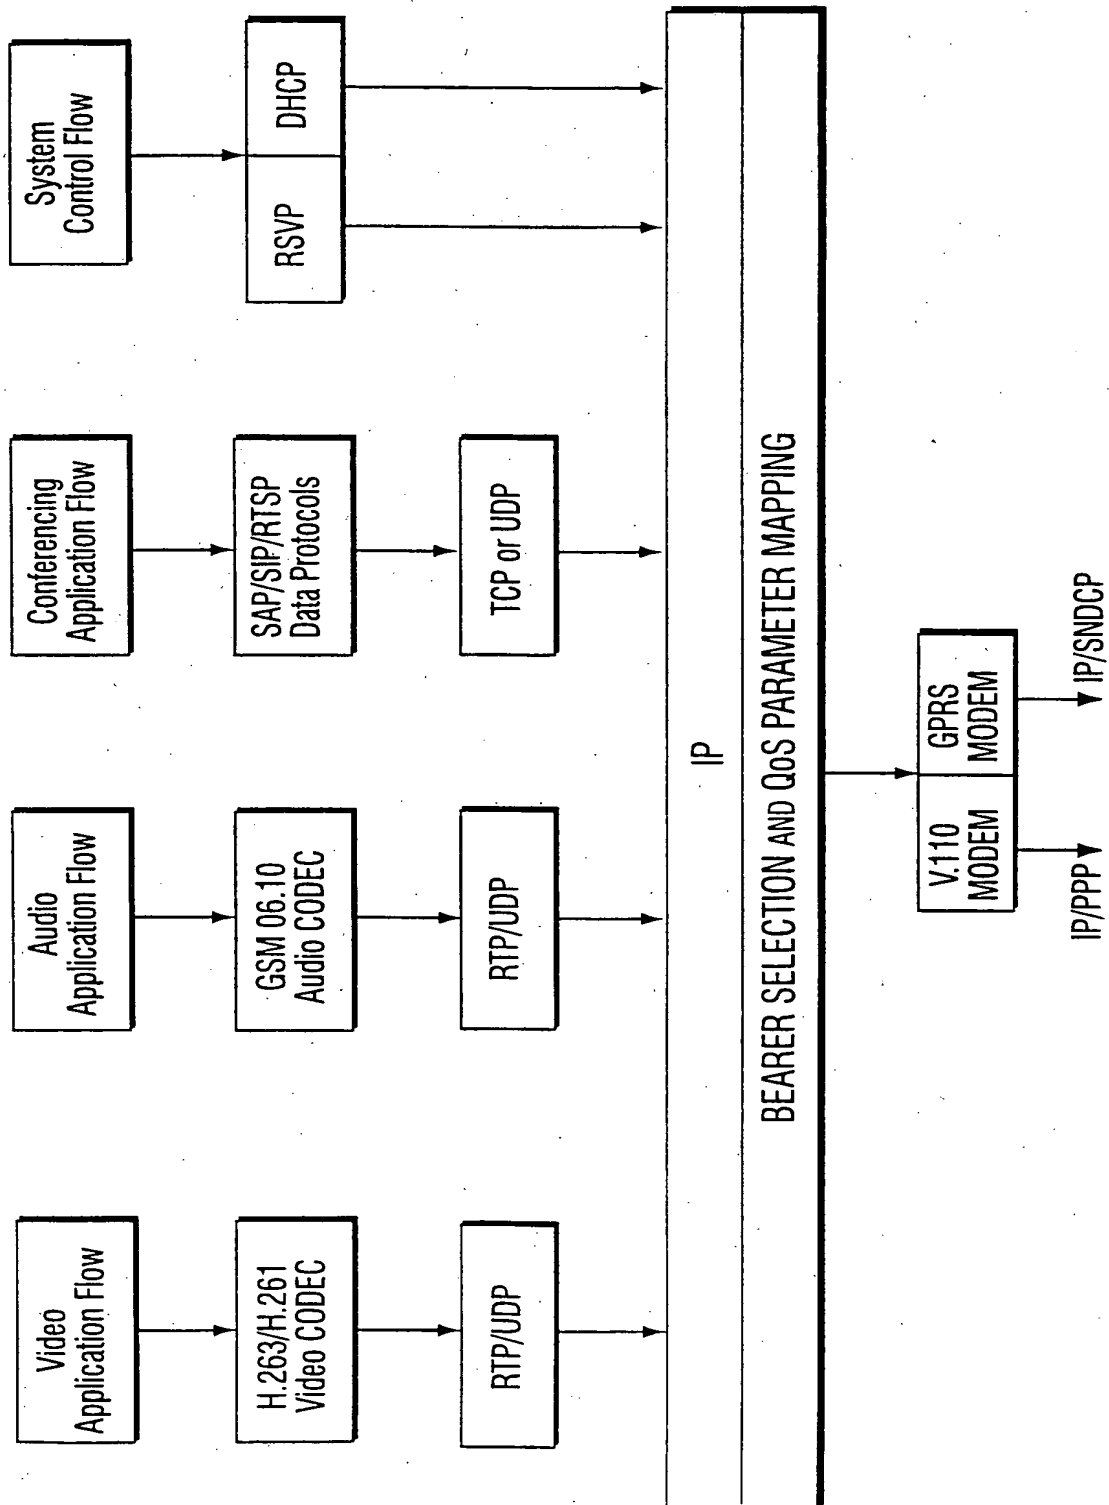 Video
Application Flow
H.263/H.261
Video CODEC
RTP/UDP
Audio
Application Flow
GSM 06.10
Audio CODEC
RTP/UDP
Conferencing
Application Flow
SAP/SIP/RTSP
Data Protocols
TCP or UDP
System
Control Flow
RSVP
DHCP
IP
BEARER SELECTION AND QoS PARAMETER MAPPING
V.110
MODEM
GPRS
MODEM
IP/PPP
IP/SNDCP